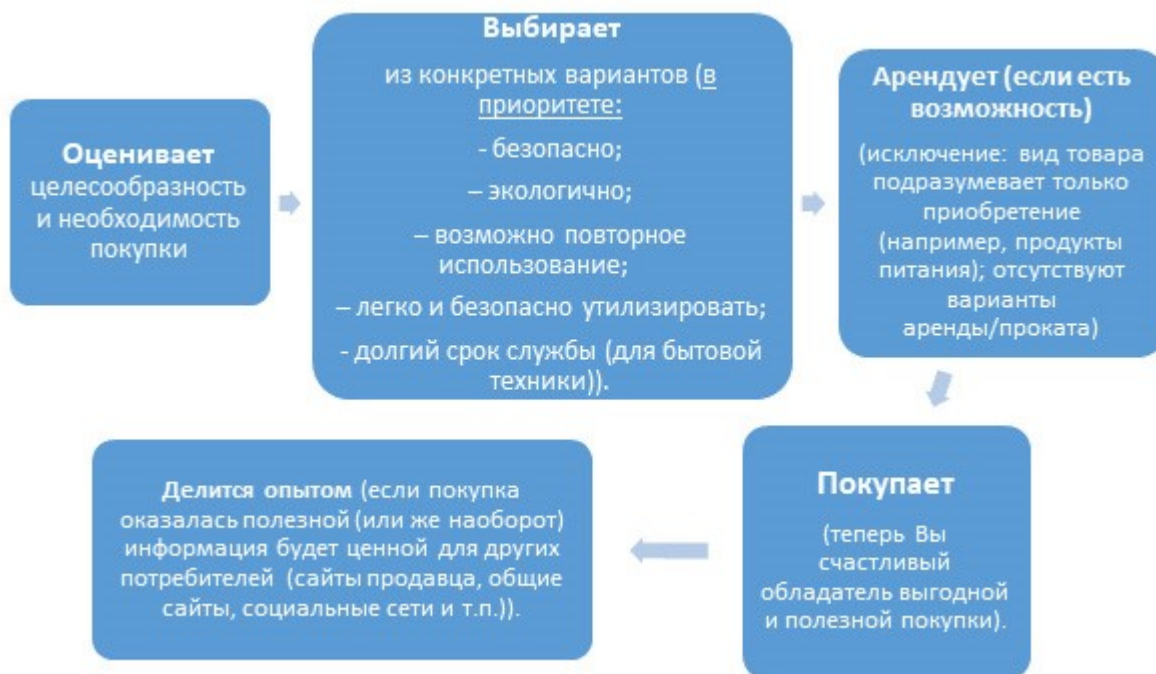 Оценивает
целесообразность
и необходимость
покупки
Выбирает
из конкретных вариантов (в
приоритете:
- безопасно;
– экологично;
– возможно повторное
использование;
– легко и безопасно утилизировать;
- долгий срок службы (для бытовой
техники)).
Арендует (если есть
возможность)
(исключение: вид товара
подразумевает только
приобретение
(например, продукты
питания); отсутствуют
варианты
аренды/проката)
Покупает
(теперь Вы
счастливый
обладатель выгодной
и полезной покупки).
Делится опытом (если покупка
оказалась полезной (или же наоборот)
информация будет ценной для других
потребителей (сайты продавца, общие
сайты, социальные сети и т.п.)).